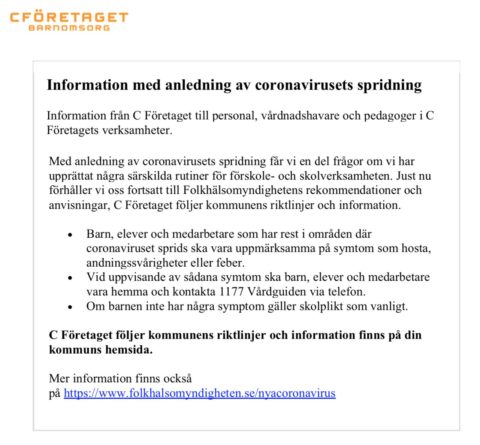 CFÖRETAGET
BARNOMSORG
Information med anledning av coronavirusets spridning
Information från C Företaget till personal, vårdnadshavare och pedagoger i C
Företagets verksamheter.
Med anledning av coronavirusets spridning får vi en del frågor om vi har
upprättat några särskilda rutiner för förskole- och skolverksamheten. Just nu
förhåller vi oss fortsatt till Folkhälsomyndighetens rekommendationer och
anvisningar, C Företaget följer kommunens riktlinjer och information.
• Barn, elever och medarbetare som har rest i områden där
coronaviruset sprids ska vara uppmärksamma på symtom som hosta,
andningssvårigheter eller feber.
• Vid uppvisande av sådana symtom ska barn, elever och medarbetare
vara hemma och kontakta 1177 Vårdguiden via telefon.
• Om barnen inte har några symptom gäller skolplikt som vanligt.
C Företaget följer kommunens riktlinjer och information finns på din
kommuns hemsida.
Mer information finns också
på https://www.folkhalsomyndigheten.se/nyacoronavirus